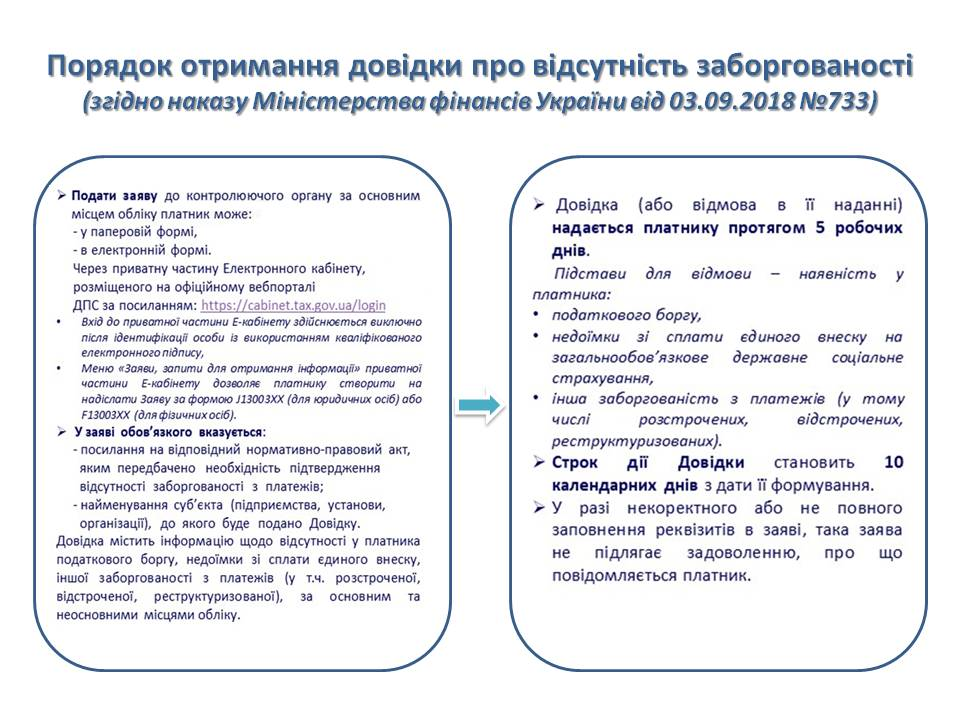 Порядок отримання довідки про відсутність заборгованості
(згідно наказу Міністерства фінансів України від 03.09.2018 №733)
➢ Подати заяву до контролюючого органу за основним
місцем обліку платник може:
- у паперовій формі,
- в електронній формі.
Через приватну частину Електронного кабінету,
розміщеного на офіційному вебпорталі
ДПС за посиланням: https://cabinet.tax.gov.ua/login
• Вхід до приватної частини Е-кабінету здійснюється виключно
після ідентифікації особи із використанням кваліфікованого
електронного підпису,
• Меню «Заяви, запити для отримання інформації» приватної
частини Е-кабінету дозволяє платнику створити на
надіслати Заяву за формою J13003XX (для юридичних осіб) або
F13003XX (для фізичних осіб).
➢ У заяві обов’язкого вказується:
- посилання на відповідний нормативно-правовий акт,
яким передбачено необхідність підтвердження
відсутності заборгованості з платежів;
- найменування суб’єкта (підприємства, установи,
організації), до якого буде подано Довідку.
Довідка містить інформацію щодо відсутності у платника
податкового боргу, недоїмки зі сплати єдиного внеску,
іншої заборгованості з платежів (у т.ч. розстроченої,
відстроченої, реструктуризованої), за основним та
неосновними місцями обліку.
➢ Довідка (або відмова в її наданні)
надається платнику протягом 5 робочих
днів.
Підстави для відмови – наявність у
платника:
• податкового боргу,
• недоїмки зі сплати єдиного внеску на
загальнообов’язкове державне соціальне
страхування,
• інша заборгованість з платежів (у тому
числі розстрочених, відстрочених,
реструктуризованих).
➢ Строк дії Довідки становить 10
календарних днів з дати її формування.
➢ У разі некоректного або не повного
заповнення реквізитів в заяві, така заява
не підлягає задоволенню, про що
повідомляється платник.